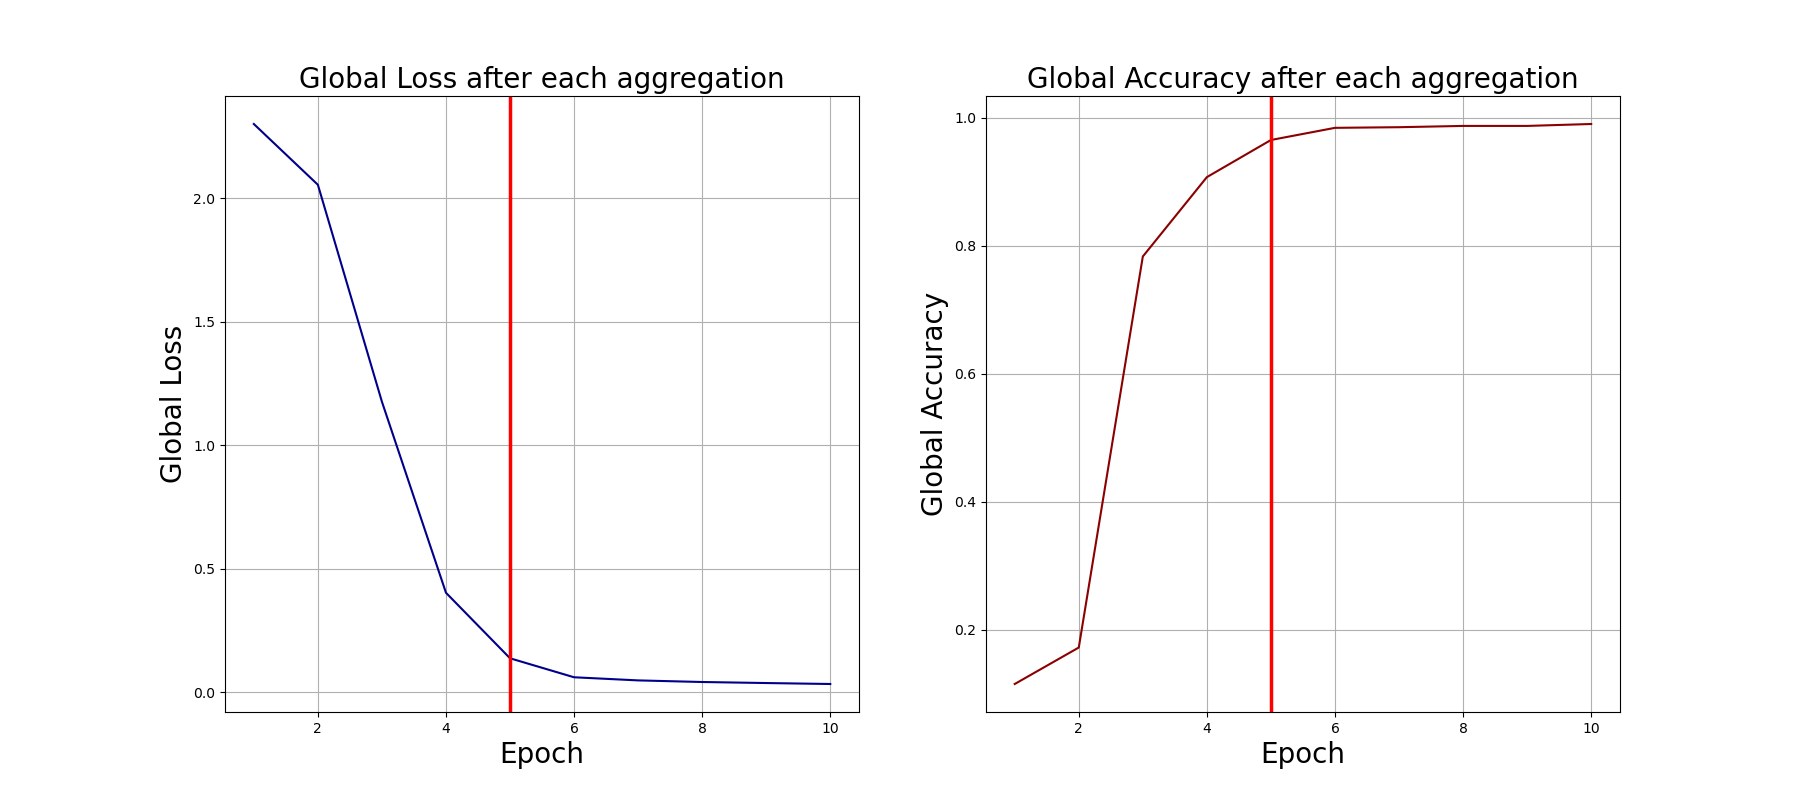 Global Loss after each aggregation
Global Loss
2.0
1.5
1.0
0.5
0.0
2 4 6 8 10
Epoch
Global Accuracy after each aggregation
Global Accuracy
1.0
0.8
0.6
0.4
0.2
2 4 6 8 10
Epoch